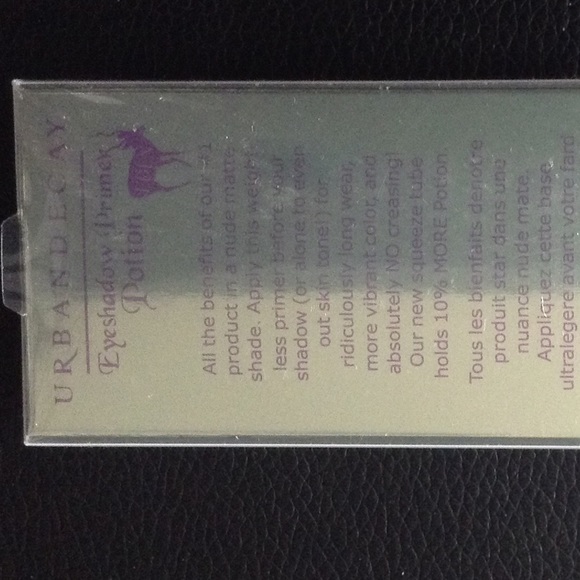 URBAN DECAY
Eyeshadow Primer
Potion
All the benefits of our #1
product in a nude matte
shade. Apply this weight-
less primer before your
shadow (or alone to even
out skin tone!) for
ridiculously long wear,
more vibrant color, and
absolutely NO creasing!
Our new squeeze tube
holds 10% MORE Potion.
Tous les bienfaits denotre
produit star dans une
nuance nude mate.
Appliquez cette base
ultralegère avant votre fard